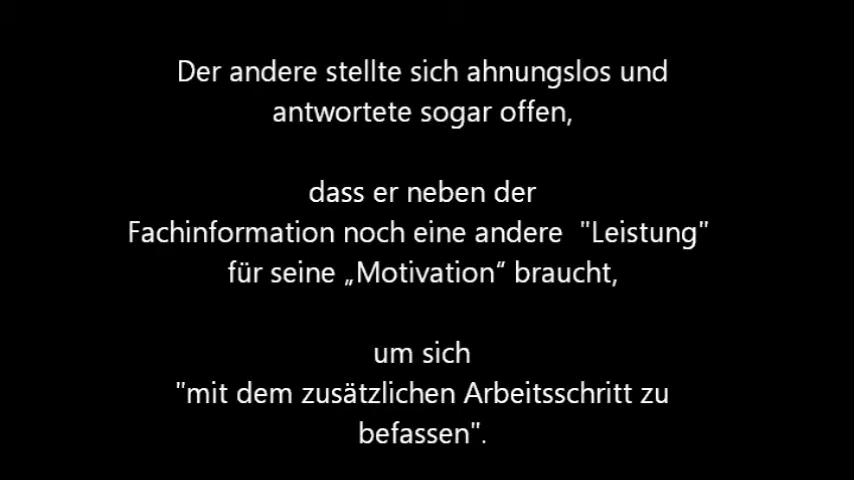 Der andere stellte sich ahnungslos und
antwortete sogar offen,
dass er neben der
Fachinformation noch eine andere  "Leistung"
für seine „Motivation“ braucht,
um sich
"mit dem zusätzlichen Arbeitsschritt zu
befassen".